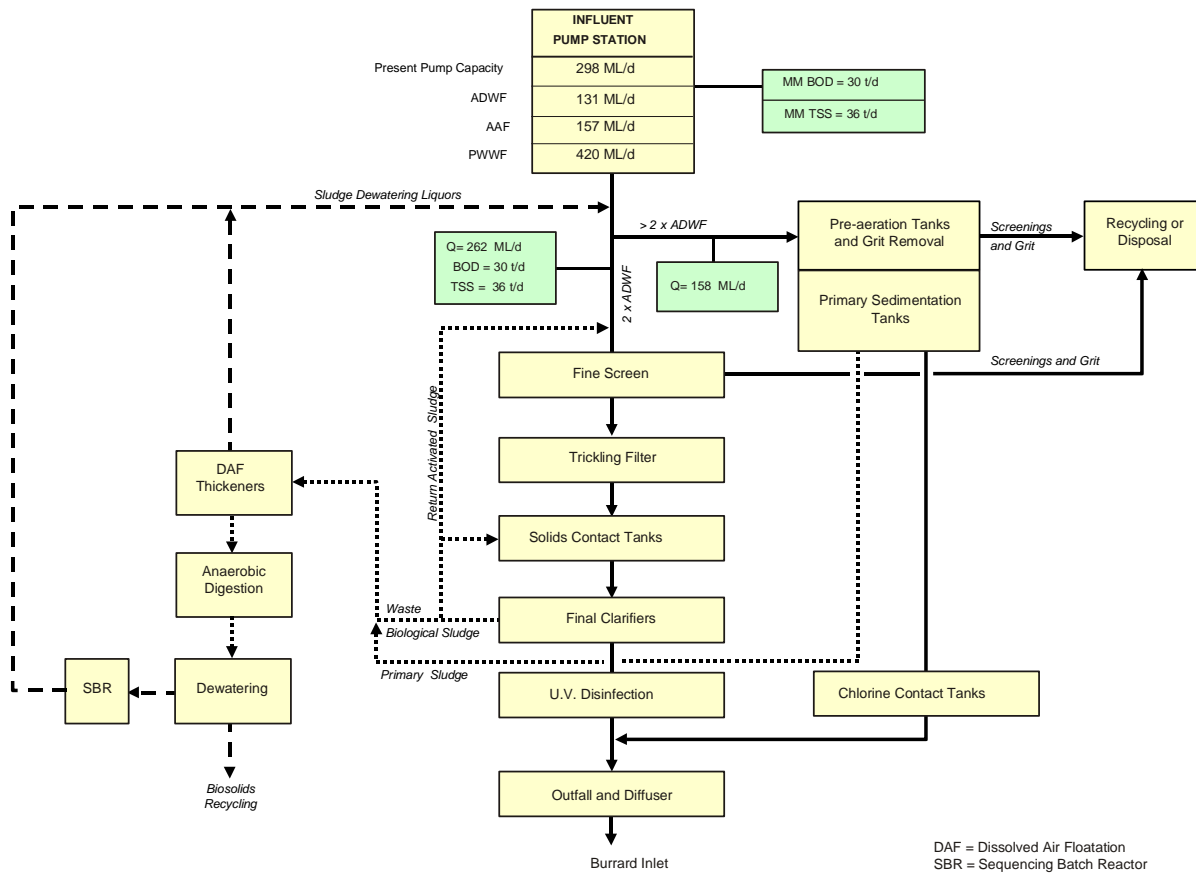 INFLUENT
PUMP STATION
Present Pump Capacity
298 ML/d
ADWF
131 ML/d
AAF
157 ML/d
PWWF
420 ML/d
MM BOD = 30 t/d
MM TSS = 36 t/d
Sludge Dewatering Liquors
> 2 x ADWF
Q= 262 ML/d
BOD = 30 t/d
TSS = 36 t/d
2 x ADWF
Q= 158 ML/d
Pre-aeration Tanks
and Grit Removal
Primary Sedimentation
Tanks
Screenings
and Grit
Recycling or
Disposal
Screenings and Grit
Fine Screen
Trickling Filter
Return Activated Sludge
Solids Contact Tanks
Final Clarifiers
DAF
Thickeners
Anaerobic
Digestion
Waste
Biological Sludge
Primary Sludge
SBR
Dewatering
U.V. Disinfection
Chlorine Contact Tanks
Biosolids
Recycling
Outfall and Diffuser
Burrard Inlet
DAF = Dissolved Air Floatation
SBR = Sequencing Batch Reactor